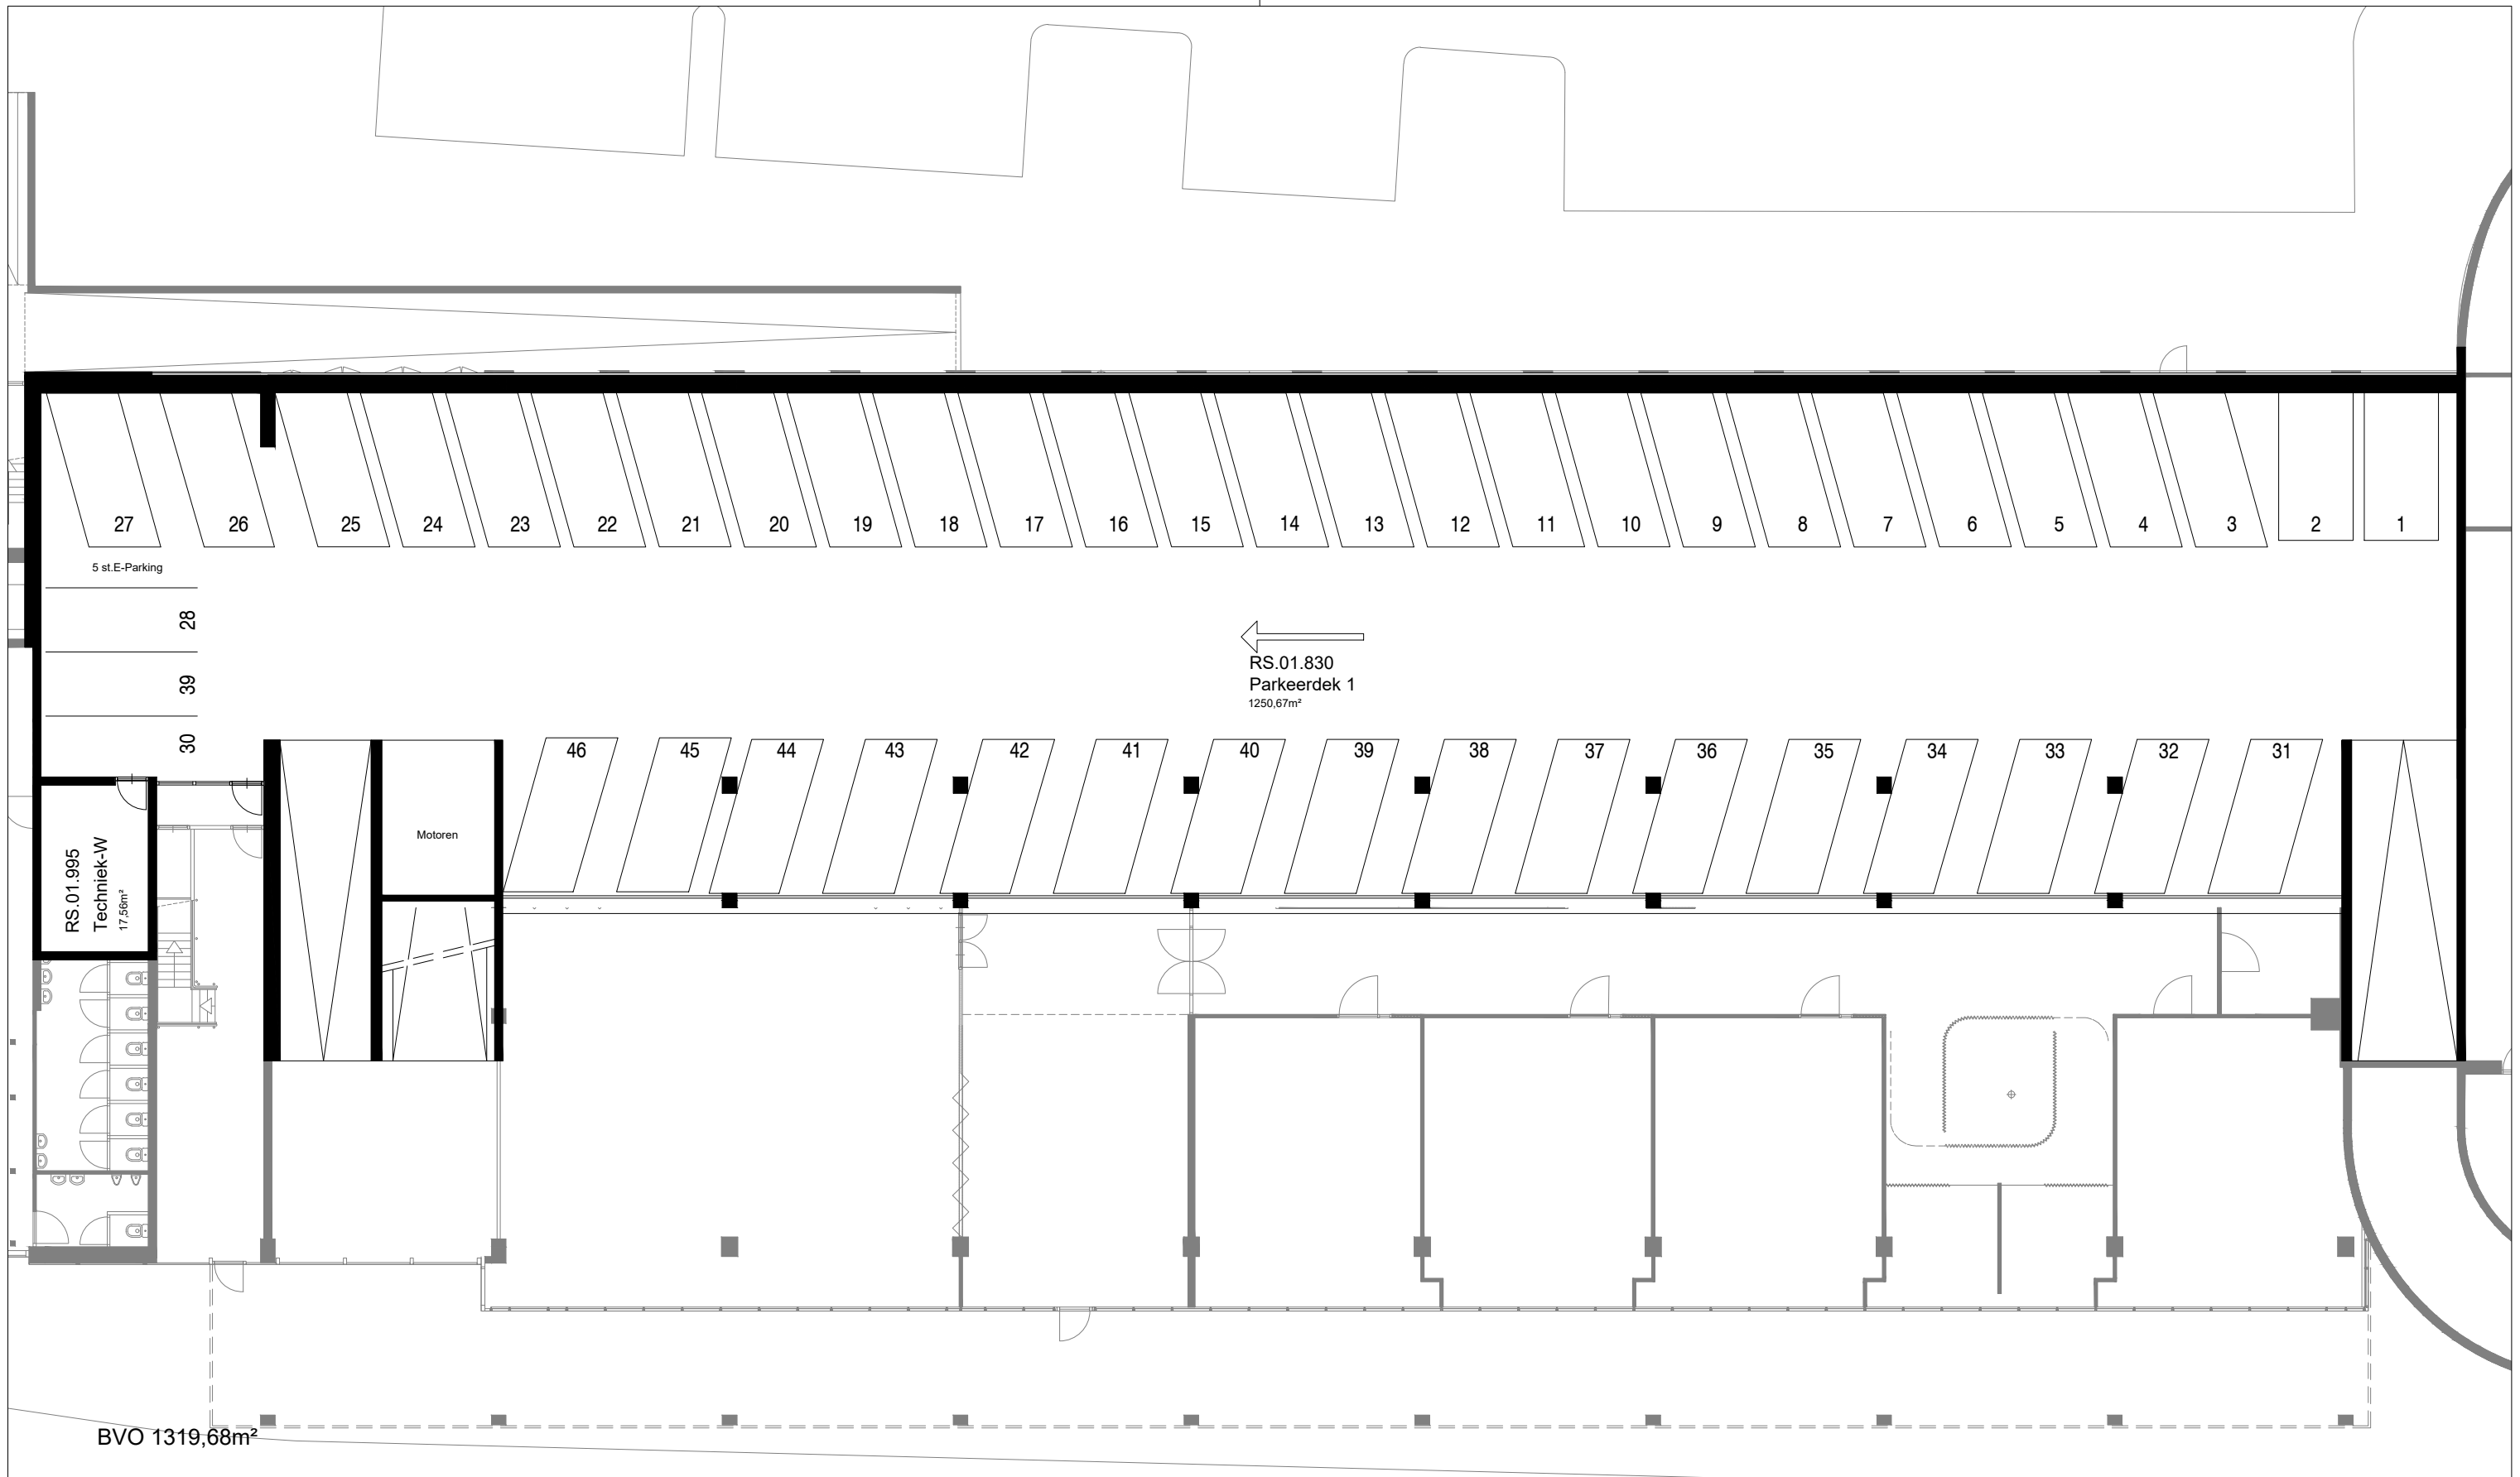 27 26 25 24 23 22 21 20 19 18 17 16 15 14 13 12 11 10 9 8 7 6 5 4 3 2 1
5 st.E-Parking
28
39
30
RS.01.830
Parkeerdek 1
1250,67m²
46 45 44 43 42 41 40 39 38 37 36 35 34 33 32 31
Motoren
RS.01.995
Techniek-W
17,56m²
BVO 1319,68m²